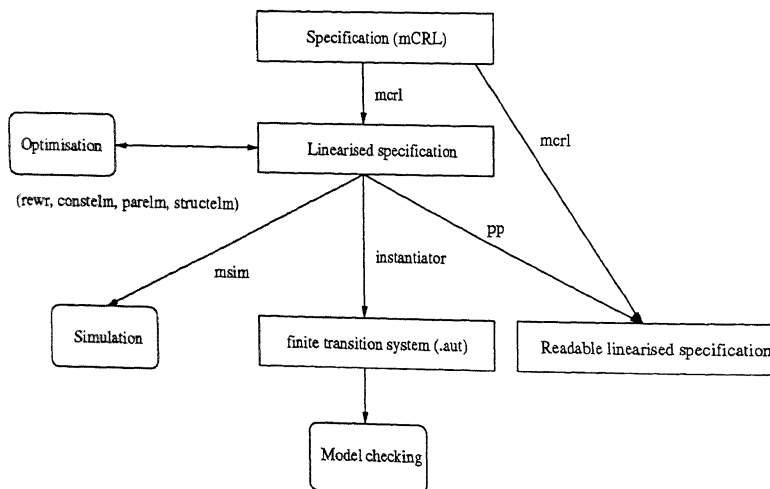 Specification (mCRL)
mcrl
mcrl
Optimisation
Linearised specification
(rewr, constelm, parelm, structelm)
pp
instantiator
msim
Simulation
finite transition system (.aut)
Readable linearised specification
Model checking